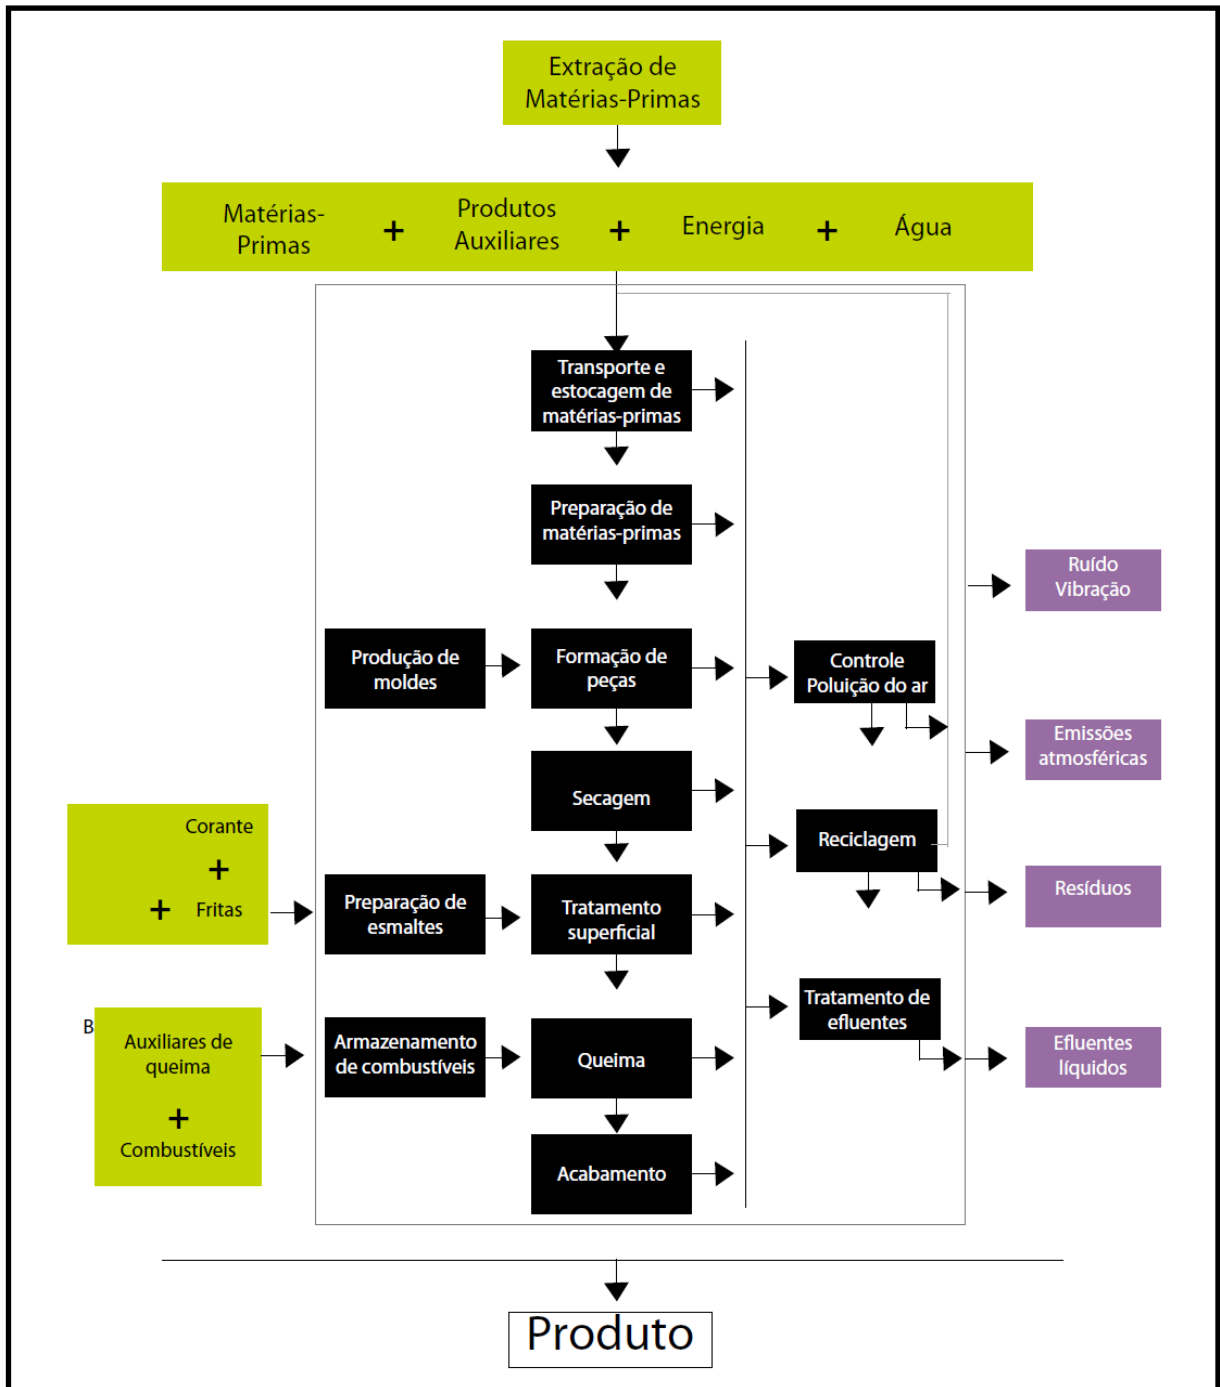 Extração de
Matérias-Primas
Matérias-
Primas
+
Produtos
Auxiliares
+
Energia
+
Água
Transporte e
estocagem de
matérias-primas
Preparação de
matérias-primas
Ruído
Vibração
Produção de
moldes
Formação de
peças
Controle
Poluição do ar
Emissões
atmosféricas
Secagem
Corante
+
+ Fritas
Reciclagem
Resíduos
Preparação de
esmaltes
Tratamento
superficial
Tratamento de
efluentes
B
Auxiliares de
queima
+
Combustíveis
Armazenamento
de combustíveis
Queima
Efluentes
líquidos
Acabamento
Produto